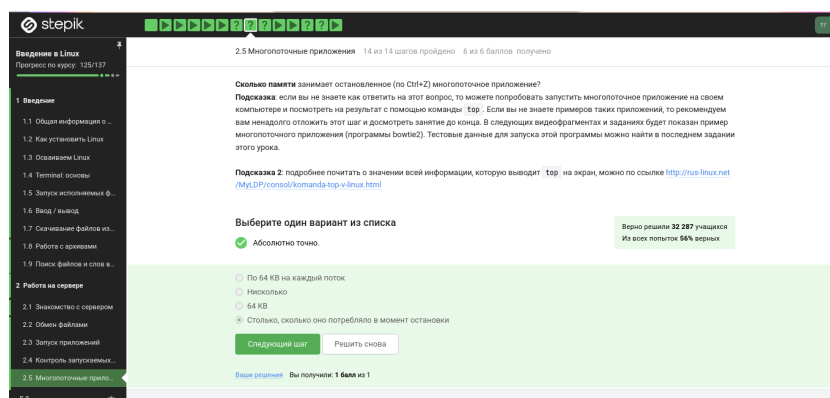 stepik
ТГ
Введение в Linux
Прогресс по курсу: 125/137
2.5 Многопоточные приложения 14 из 14 шагов пройдено 6 из 6 баллов получено
1 Введение
1.1 Общая информация о ...
1.2 Как установить Linux
1.3 Осваиваем Linux
1.4 Terminal: основы
1.5 Запуск исполняемых ф...
1.6 Ввод / вывод
1.7 Скачивание файлов из...
1.8 Работа с архивами
1.9 Поиск файлов и слов в...
2 Работа на сервере
2.1 Знакомство с сервером
2.2 Обмен файлами
2.3 Запуск приложений
2.4 Контроль запускаемых...
2.5 Многопоточные прило...
Сколько памяти занимает остановленное (по Ctrl+Z) многопоточное приложение?
Подсказка: если вы не знаете как ответить на этот вопрос, то можете попробовать запустить многопоточное приложение на своем
компьютере и посмотреть на результат с помощью команды top . Если вы не знаете примеров таких приложений, то рекомендуем
вам ненадолго отложить этот шаг и досмотреть занятие до конца. В следующих видеофрагментах и заданиях будет показан пример
многопоточного приложения (программы bowtie2). Тестовые данные для запуска этой программы можно найти в последнем задании
этого урока.
Подсказка 2: подробнее почитать о значении всей информации, которую выводит top на экран, можно по ссылке http://rus-linux.net
/MyLDP/consol/komanda-top-v-linux.html
Выберите один вариант из списка
Абсолютно точно.
Верно решили 32 287 учащихся
Из всех попыток 56% верных
По 64 KB на каждый поток
Нисколько
64 KB
Столько, сколько оно потребляло в момент остановки
Следующий шаг Решить снова
Ваши решения Вы получили: 1 балл из 1